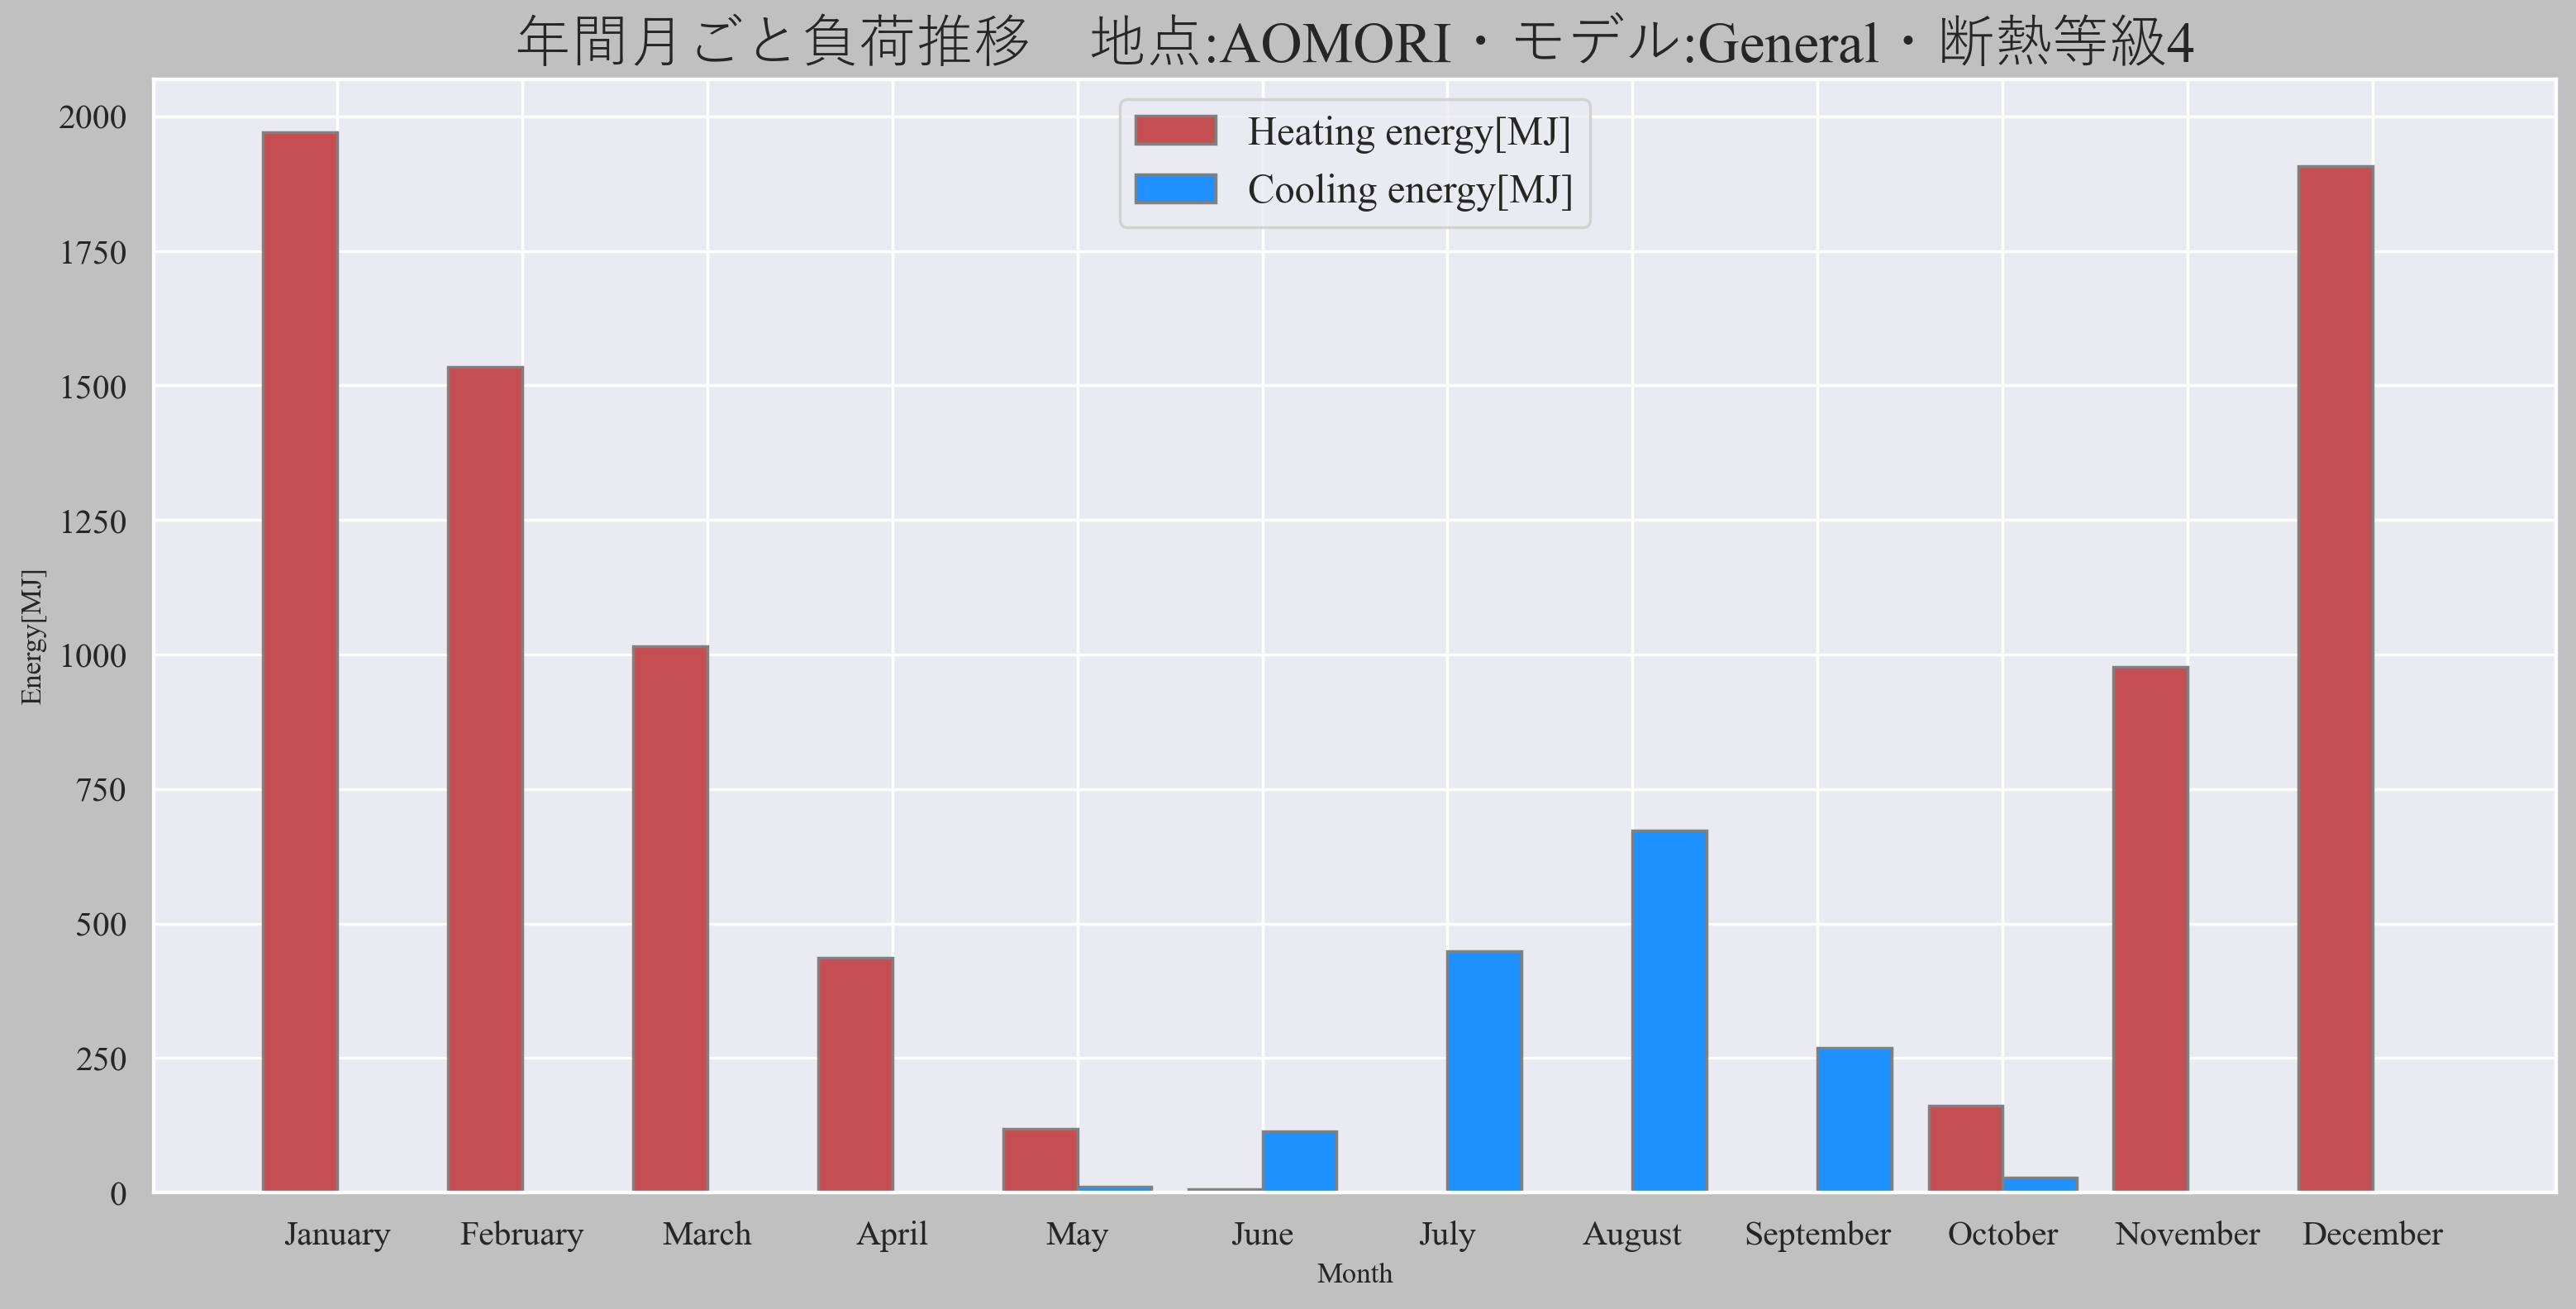 年間月ごと負荷推移　地点:AOMORI・モデル:General・断熱等級4
Heating energy[MJ]
Cooling energy[MJ]
Energy[MJ]
2000
1750
1500
1250
1000
750
500
250
0
January February March April May June July August September October November December
Month